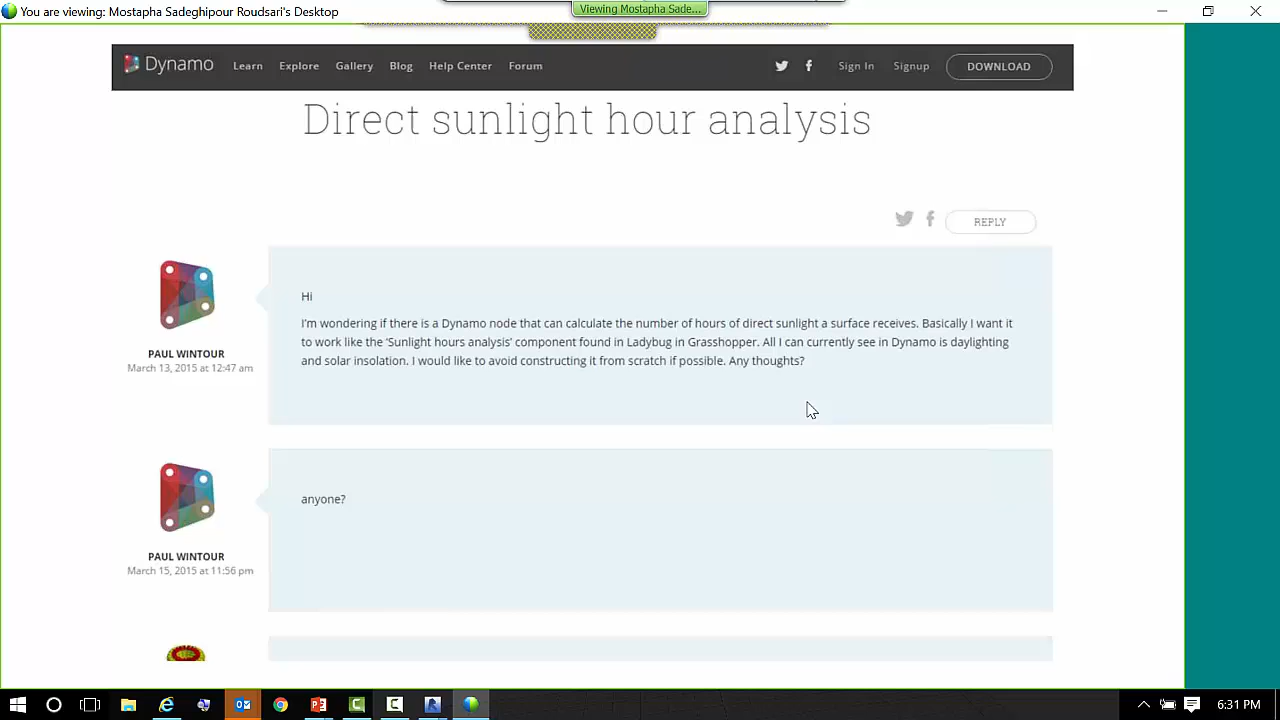 You are viewing: Mostapha Sadeghipour Roudsari's Desktop
Viewing Mostapha Sade...
Dynamo Learn Explore Gallery Blog Help Center Forum Sign In Signup DOWNLOAD
Direct sunlight hour analysis
REPLY
Hi
I'm wondering if there is a Dynamo node that can calculate the number of hours of direct sunlight a surface receives. Basically I want it
to work like the 'Sunlight hours analysis' component found in Ladybug in Grasshopper. All I can currently see in Dynamo is daylighting
and solar insolation. I would like to avoid constructing it from scratch if possible. Any thoughts?
PAUL WINTOUR
March 13, 2015 at 12:47 am
anyone?
PAUL WINTOUR
March 15, 2015 at 11:56 pm
6:31 PM